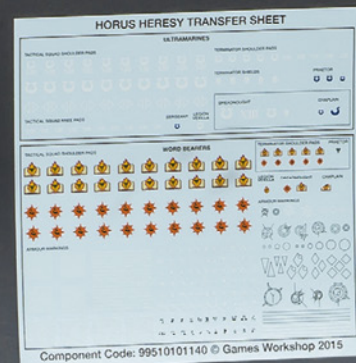 HORUS HERESY TRANSFER SHEET
ULTRAMARINES
TACTICAL SQUAD SHOULDER PADS
TERMINATOR SHOULDER PADS
TERMINATOR SHIELDS
PRAETOR
DREADNOUGHT
CHAPLAIN
TACTICAL SQUAD KNEE PADS
SERGEANT
LEGION VEXILLA
WORD BEARERS
TACTICAL SQUAD SHOULDER PADS
TERMINATOR SHOULDER PADS
PRAETOR
LEGION VEXILLA
DREADNOUGHT
CHAPLAIN
ARMOUR MARKINGS
ARMOUR MARKINGS
Component Code: 99510101140 © Games Workshop 2015